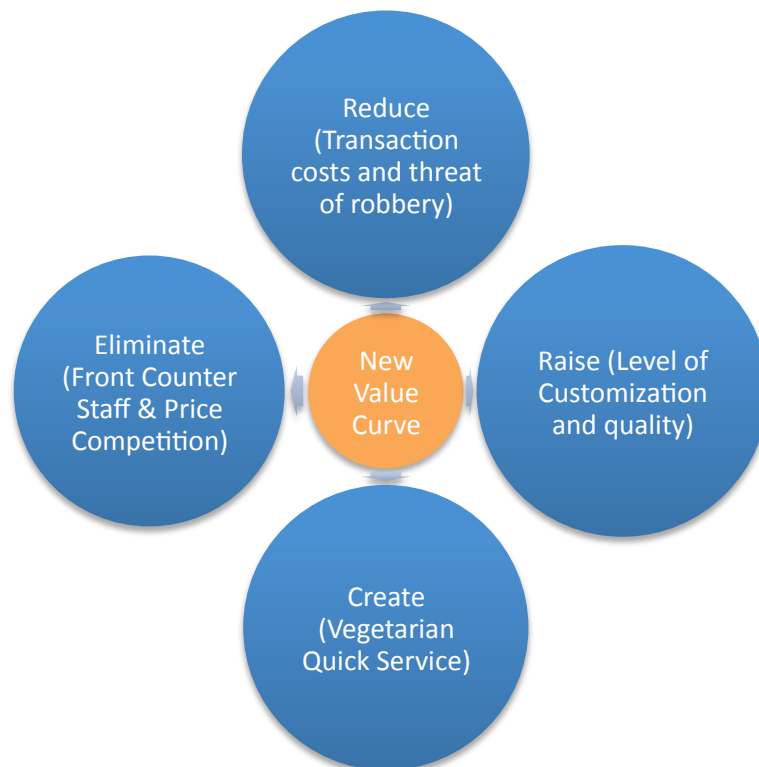 Reduce
(Transaction
costs and threat
of robbery)
Eliminate
(Front Counter
Staff & Price
Competition)
New
Value
Curve
Raise (Level of
Customization
and quality)
Create
(Vegetarian
Quick Service)